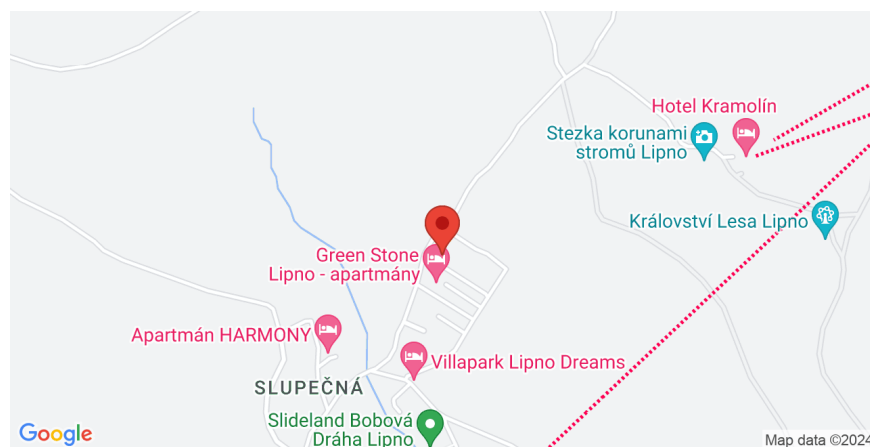 Hotel Kramolín
Stezka korunami
stromů Lipno
Království Lesa Lipno
Green Stone
Lipno - apartmány
Apartmán HARMONY
Villapark Lipno Dreams
SLUPEČNÁ
Slideland Bobová
Dráha Lipno
Google
Map data ©2024